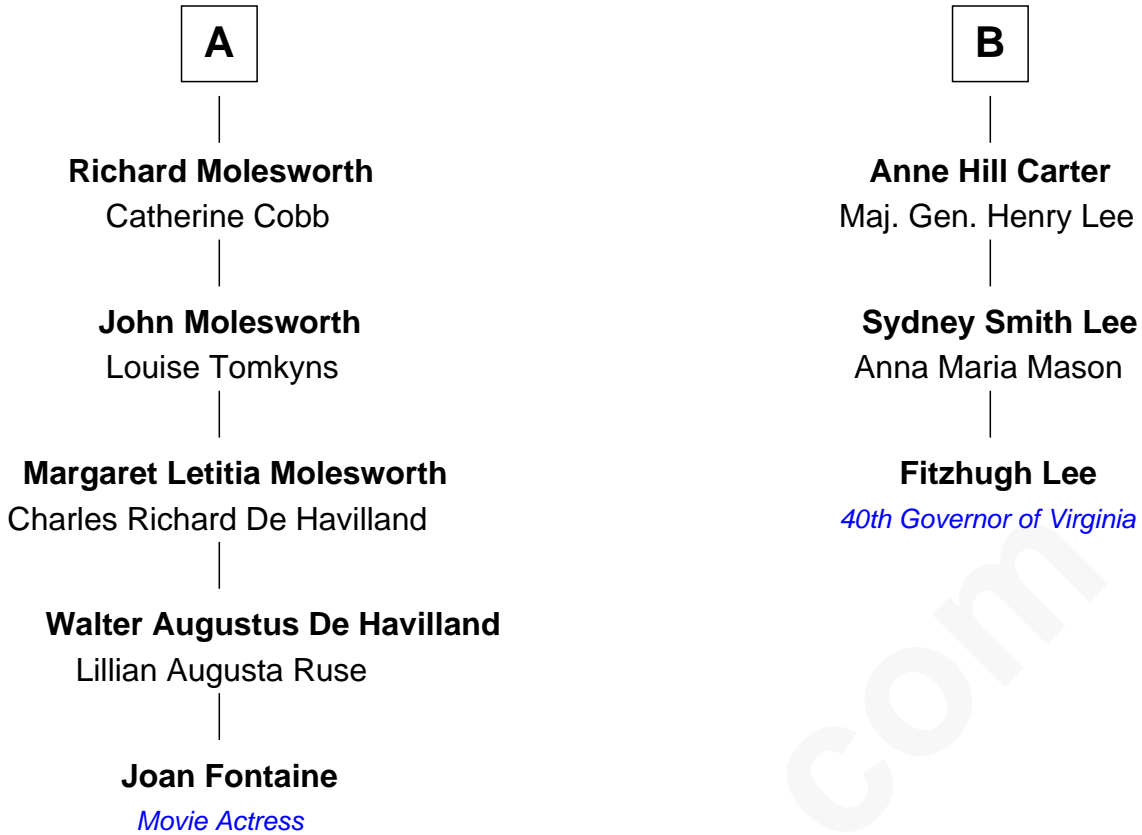 A
Richard Molesworth
Catherine Cobb
John Molesworth
Louise Tomkyns
Margaret Letitia Molesworth
Charles Richard De Havilland
Walter Augustus De Havilland
Lillian Augusta Ruse
Joan Fontaine
Movie Actress
B
Anne Hill Carter
Maj. Gen. Henry Lee
Sydney Smith Lee
Anna Maria Mason
Fitzhugh Lee
40th Governor of Virginia
com